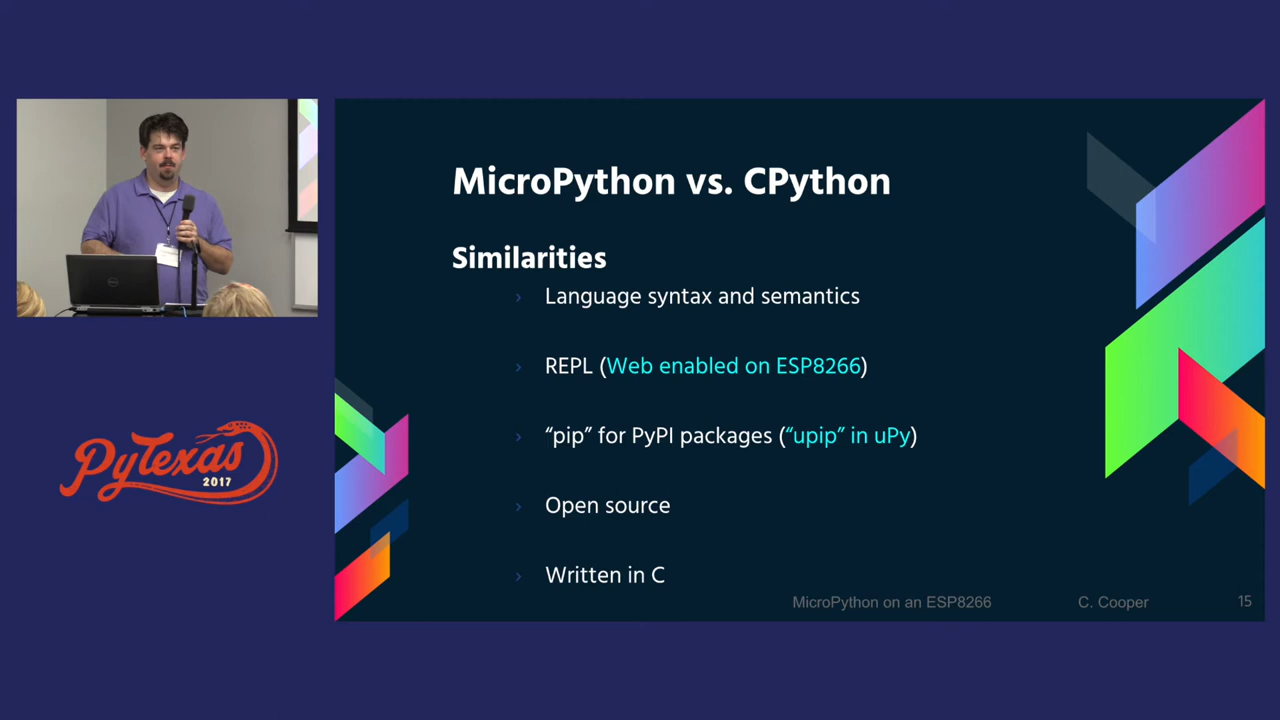 MicroPython vs. CPython
Similarities
› Language syntax and semantics
› REPL (Web enabled on ESP8266)
› “pip” for PyPI packages (“upip” in uPy)
› Open source
› Written in C
MicroPython on an ESP8266 C. Cooper 15
PyTexas
2017